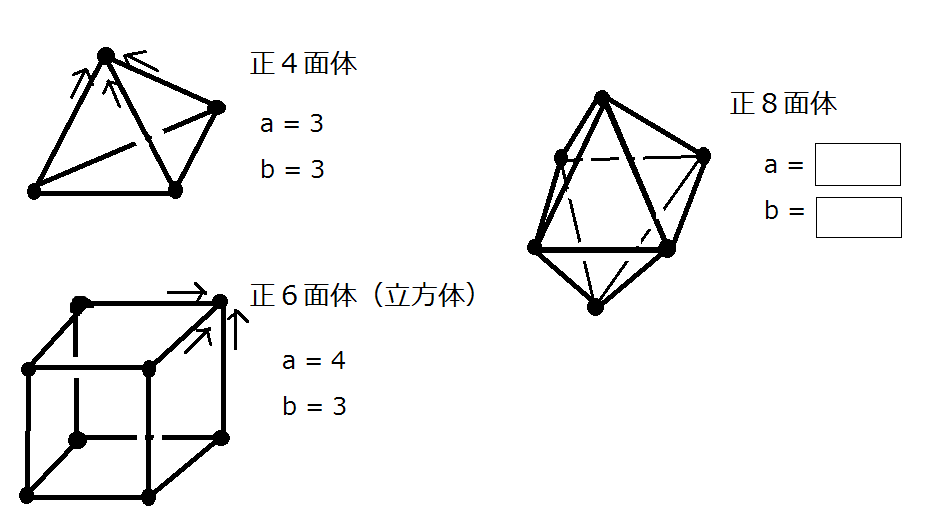 正４面体
a = 3
b = 3
正６面体（立方体）
a = 4
b = 3
正８面体
a =
b =